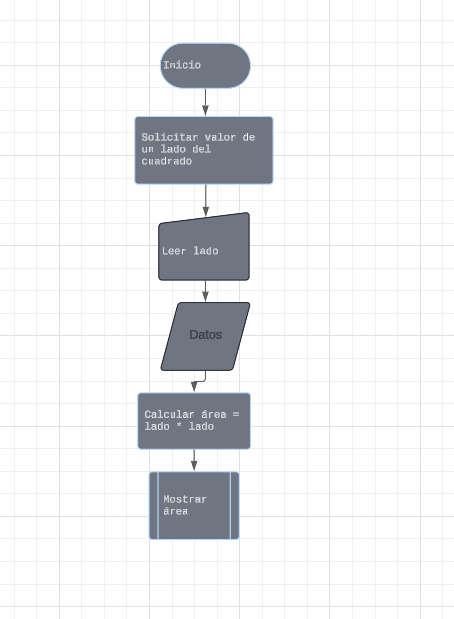 Inicio
Solicitar valor de
un lado del
cuadrado
Leer lado
Datos
Calcular área =
lado * lado
Mostrar
área